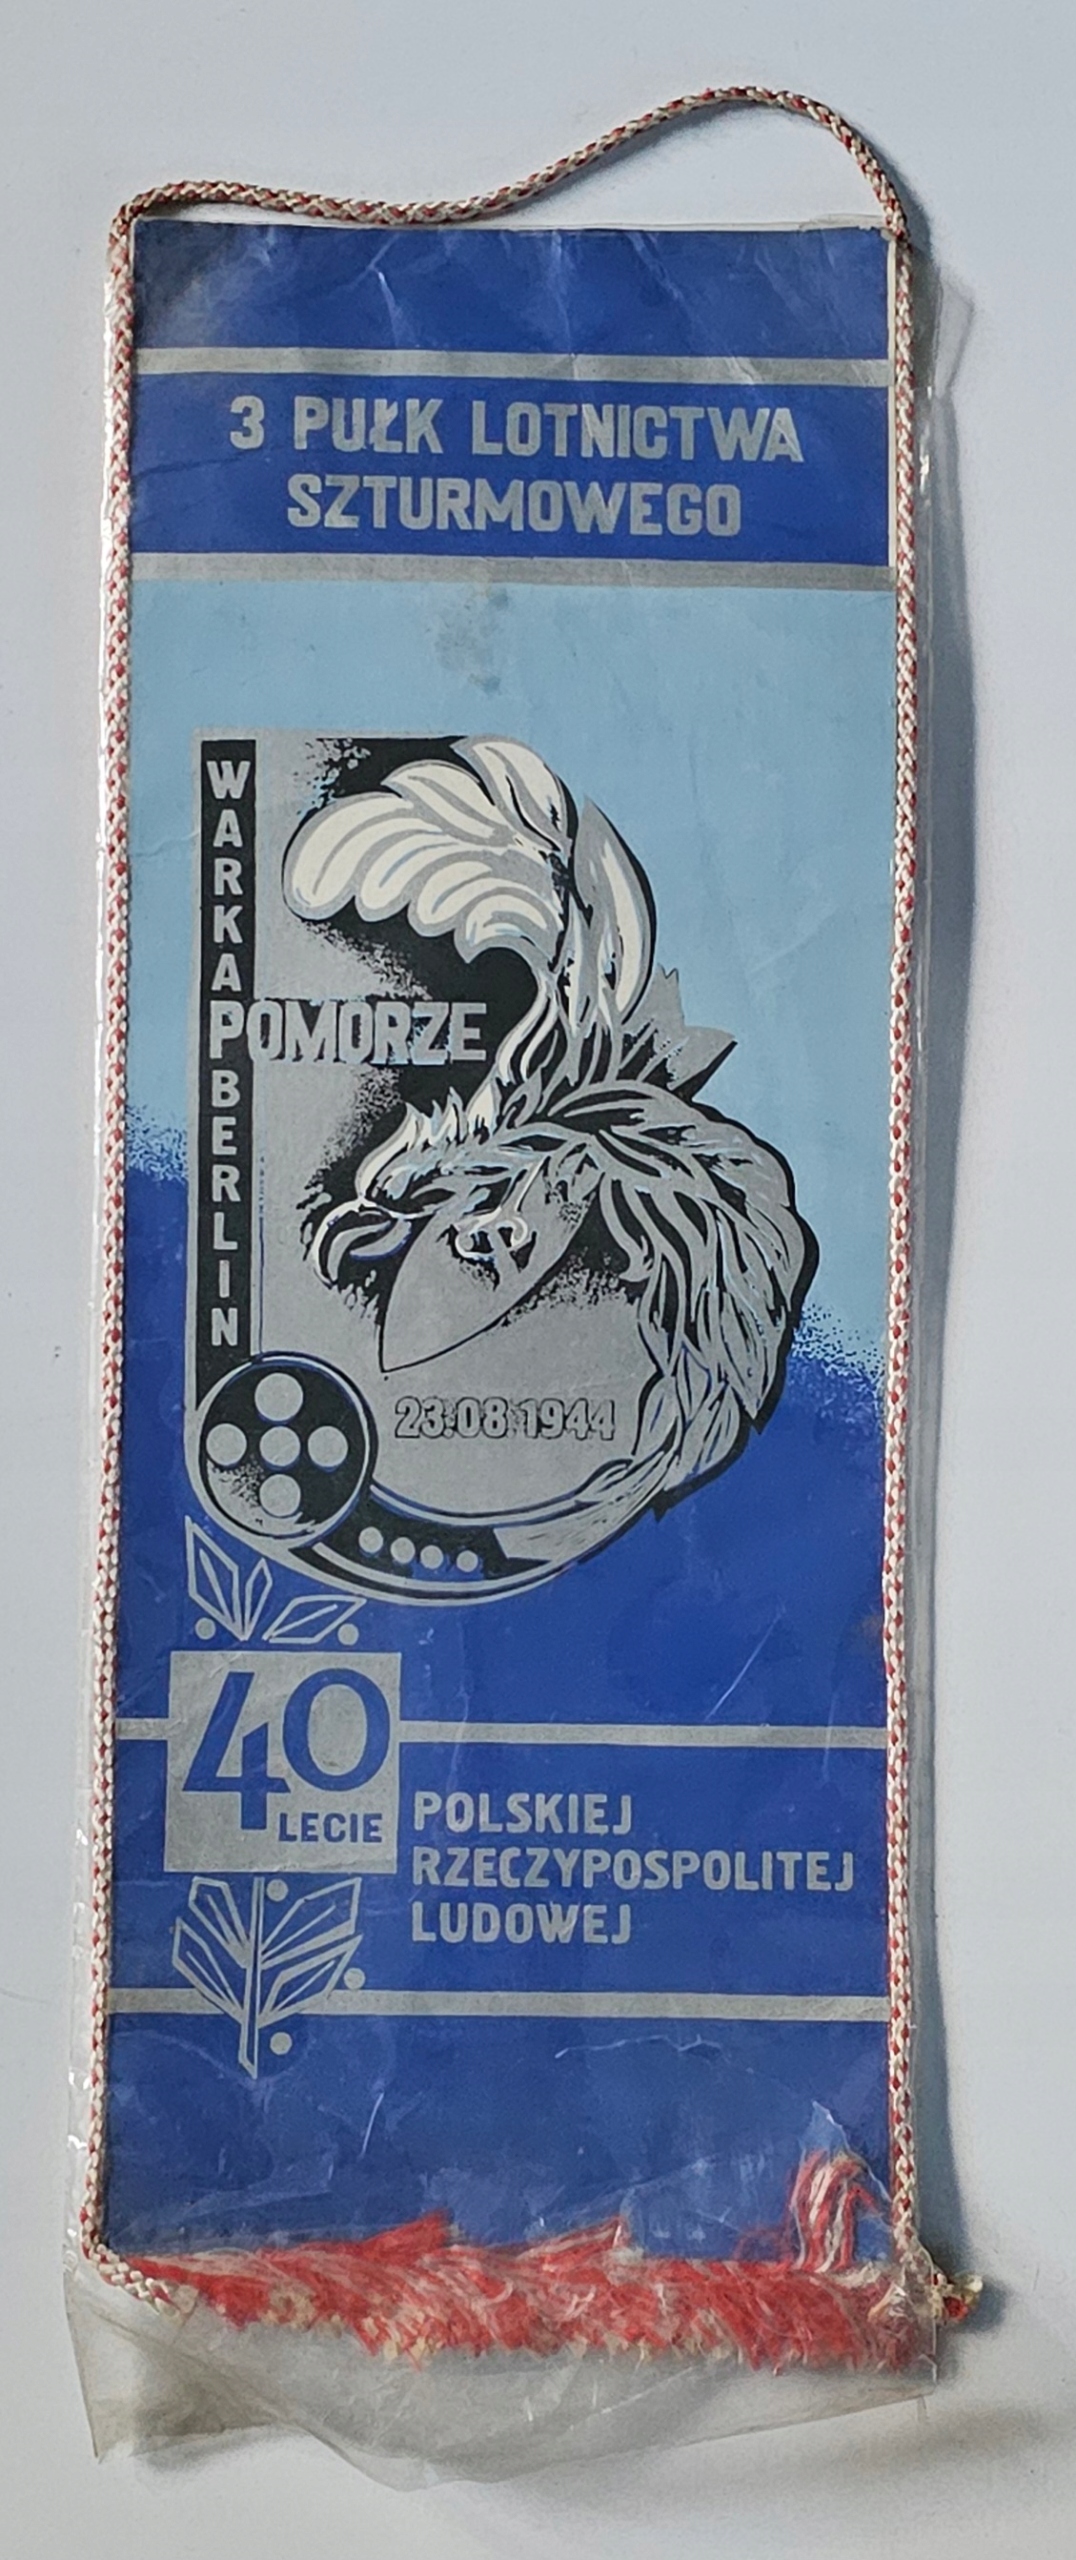 3 PUŁK LOTNICTWA
SZTURMOWEGO
WARKA
POMORZE
BERLIN
23.08.1944
40
LECIE
POLSKIEJ
RZECZYPOSPOLITEJ
LUDOWEJ